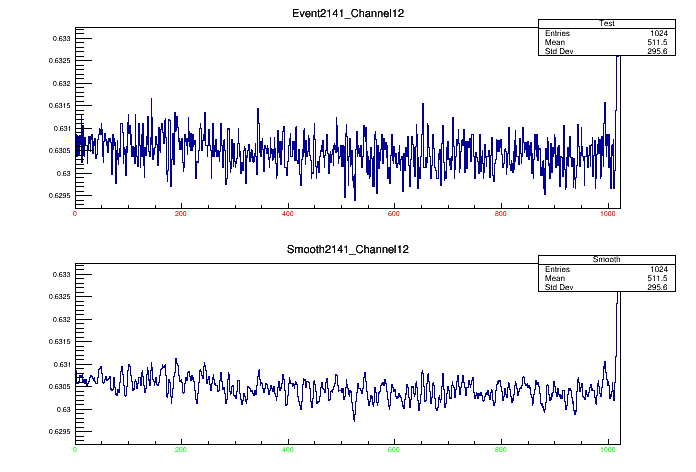 Event2141_Channel12
Test
Entries 1024
Mean 511.5
Std Dev 295.6
0.633
0.6325
0.632
0.6315
0.631
0.6305
0.63
0.6295
0 200 400 600 800 1000
Smooth2141_Channel12
Smooth
Entries 1024
Mean 511.5
Std Dev 295.6
0.633
0.6325
0.632
0.6315
0.631
0.6305
0.63
0.6295
0 200 400 600 800 1000